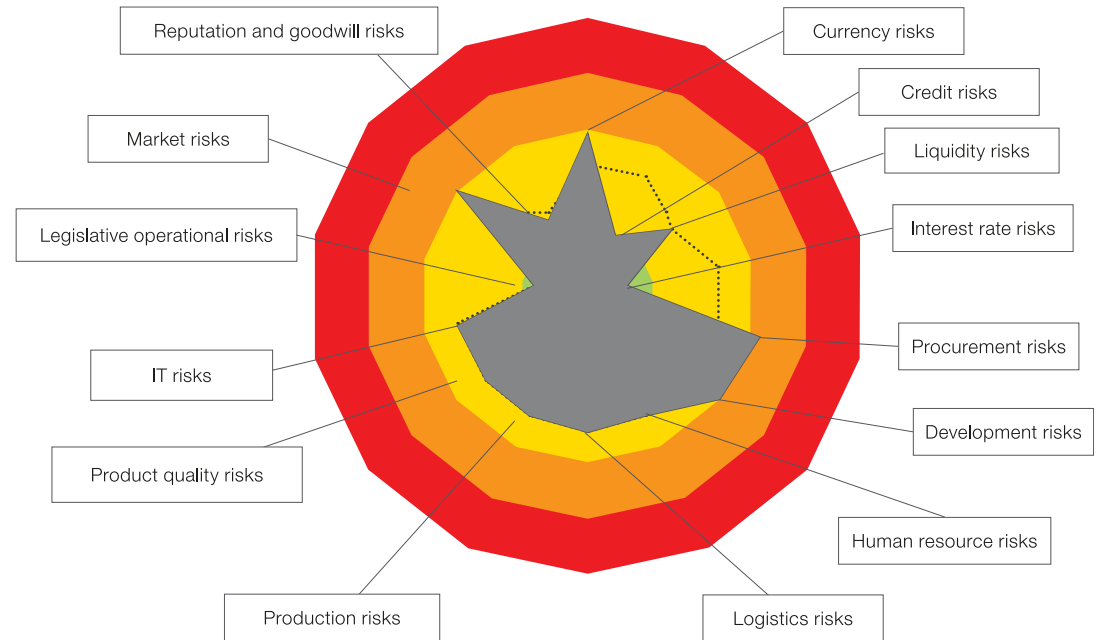 Reputation and goodwill risks
Currency risks
Credit risks
Market risks
Liquidity risks
Legislative operational risks
Interest rate risks
IT risks
Procurement risks
Development risks
Product quality risks
Human resource risks
Production risks
Logistics risks